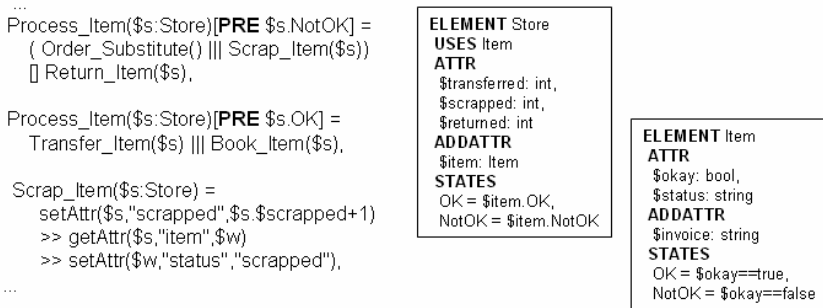 ...
Process_Item($s:Store)[PRE $s.NotOK] =
( Order_Substitute() ||| Scrap_Item($s))
[] Return_Item($s),
Process_Item($s:Store)[PRE $s.OK] =
Transfer_Item($s) ||| Book_Item($s),
Scrap_Item($s:Store) =
setAttr($s,"scrapped",$s.$scrapped+1)
>> getAttr($s,"item",$w)
>> setAttr($w,"status","scrapped"),
...
ELEMENT Store
USES Item
ATTR
$transferred: int,
$scrapped: int,
$returned: int
ADDATTR
$item: Item
STATES
OK = $item.OK,
NotOK = $item.NotOK
ELEMENT Item
ATTR
$okay: bool,
$status: string
ADDATTR
$invoice: string
STATES
OK = $okay==true,
NotOK = $okay==false